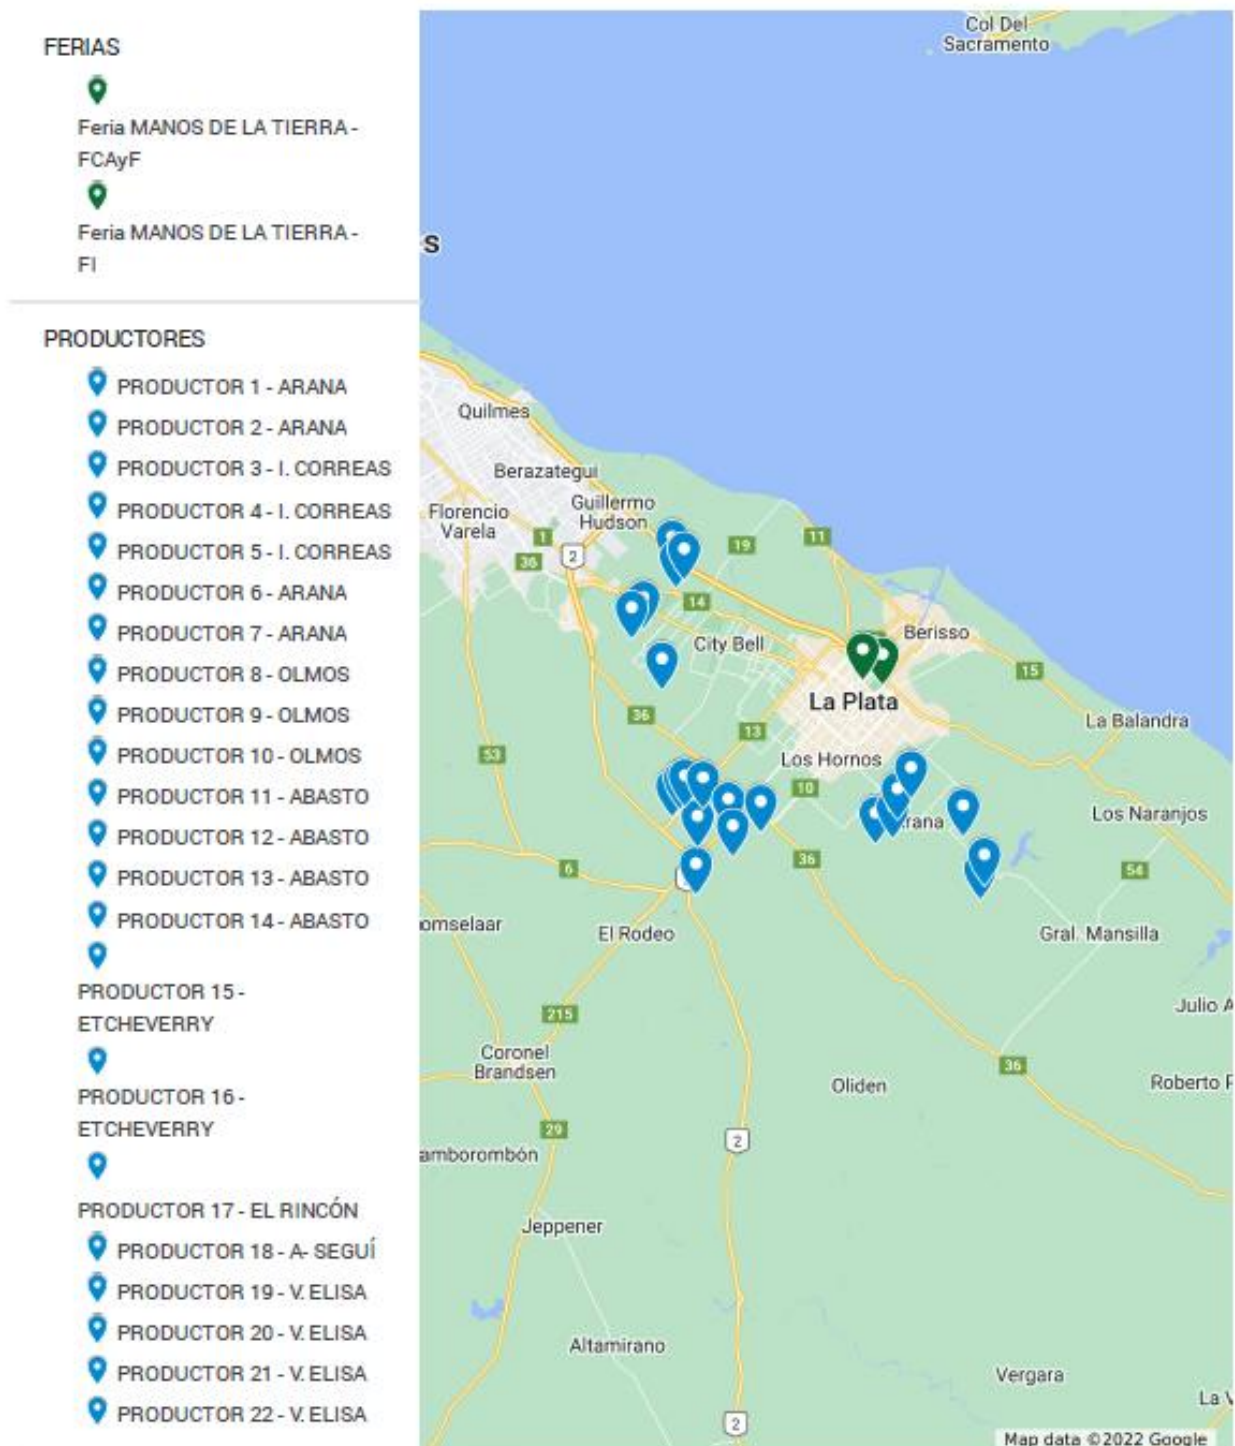 FERIAS
Feria MANOS DE LA TIERRA -
FCAyF
Feria MANOS DE LA TIERRA -
FI
PRODUCTORES
PRODUCTOR 1 - ARANA
PRODUCTOR 2 - ARANA
PRODUCTOR 3 - I. CORREAS
PRODUCTOR 4 - I. CORREAS
PRODUCTOR 5 - I. CORREAS
PRODUCTOR 6 - ARANA
PRODUCTOR 7 - ARANA
PRODUCTOR 8 - OLMOS
PRODUCTOR 9 - OLMOS
PRODUCTOR 10 - OLMOS
PRODUCTOR 11 - ABASTO
PRODUCTOR 12 - ABASTO
PRODUCTOR 13 - ABASTO
PRODUCTOR 14 - ABASTO
PRODUCTOR 15 -
ETCHEVERRY
PRODUCTOR 16 -
ETCHEVERRY
PRODUCTOR 17 - EL RINCÓN
PRODUCTOR 18 - A- SEGUÍ
PRODUCTOR 19 - V. ELISA
PRODUCTOR 20 - V. ELISA
PRODUCTOR 21 - V. ELISA
PRODUCTOR 22 - V. ELISA
Col Del
Sacramento
s
Quilmes
Berazategui
Guillermo
Hudson
Florencio
Varela
1
2
36
19
11
14
City Bell
Berisso
15
La Plata
36
13
La Balandra
53
Los Hornos
10
Los Naranjos
rana
6
36
54
omselaar
El Rodeo
Gral. Mansilla
215
Julio A
Coronel
Brandsen
36
Oliden
Roberto P
29
2
amborombón
Jeppener
Altamirano
Vergara
La V
2
Map data ©2022 Google